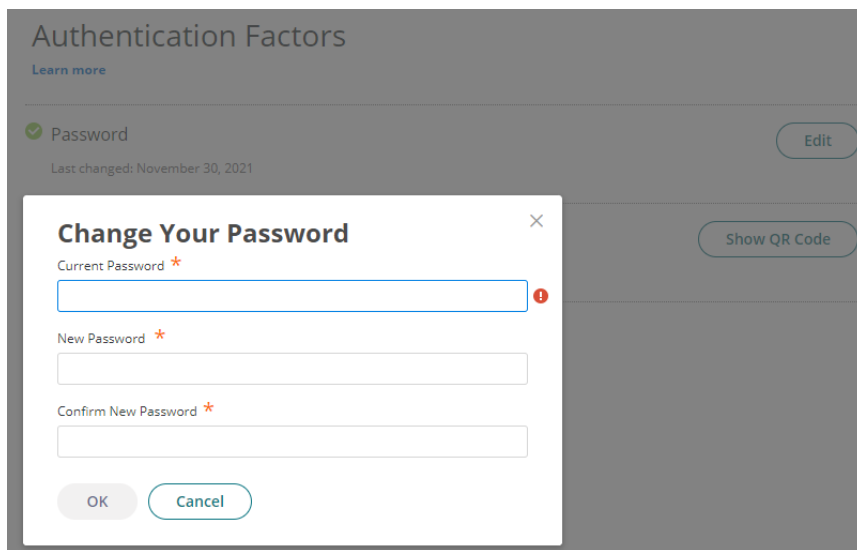 Authentication Factors
Learn more
Password
Edit
Last changed: November 30, 2021
Show QR Code
Change Your Password
Current Password *
New Password *
Confirm New Password *
OK
Cancel